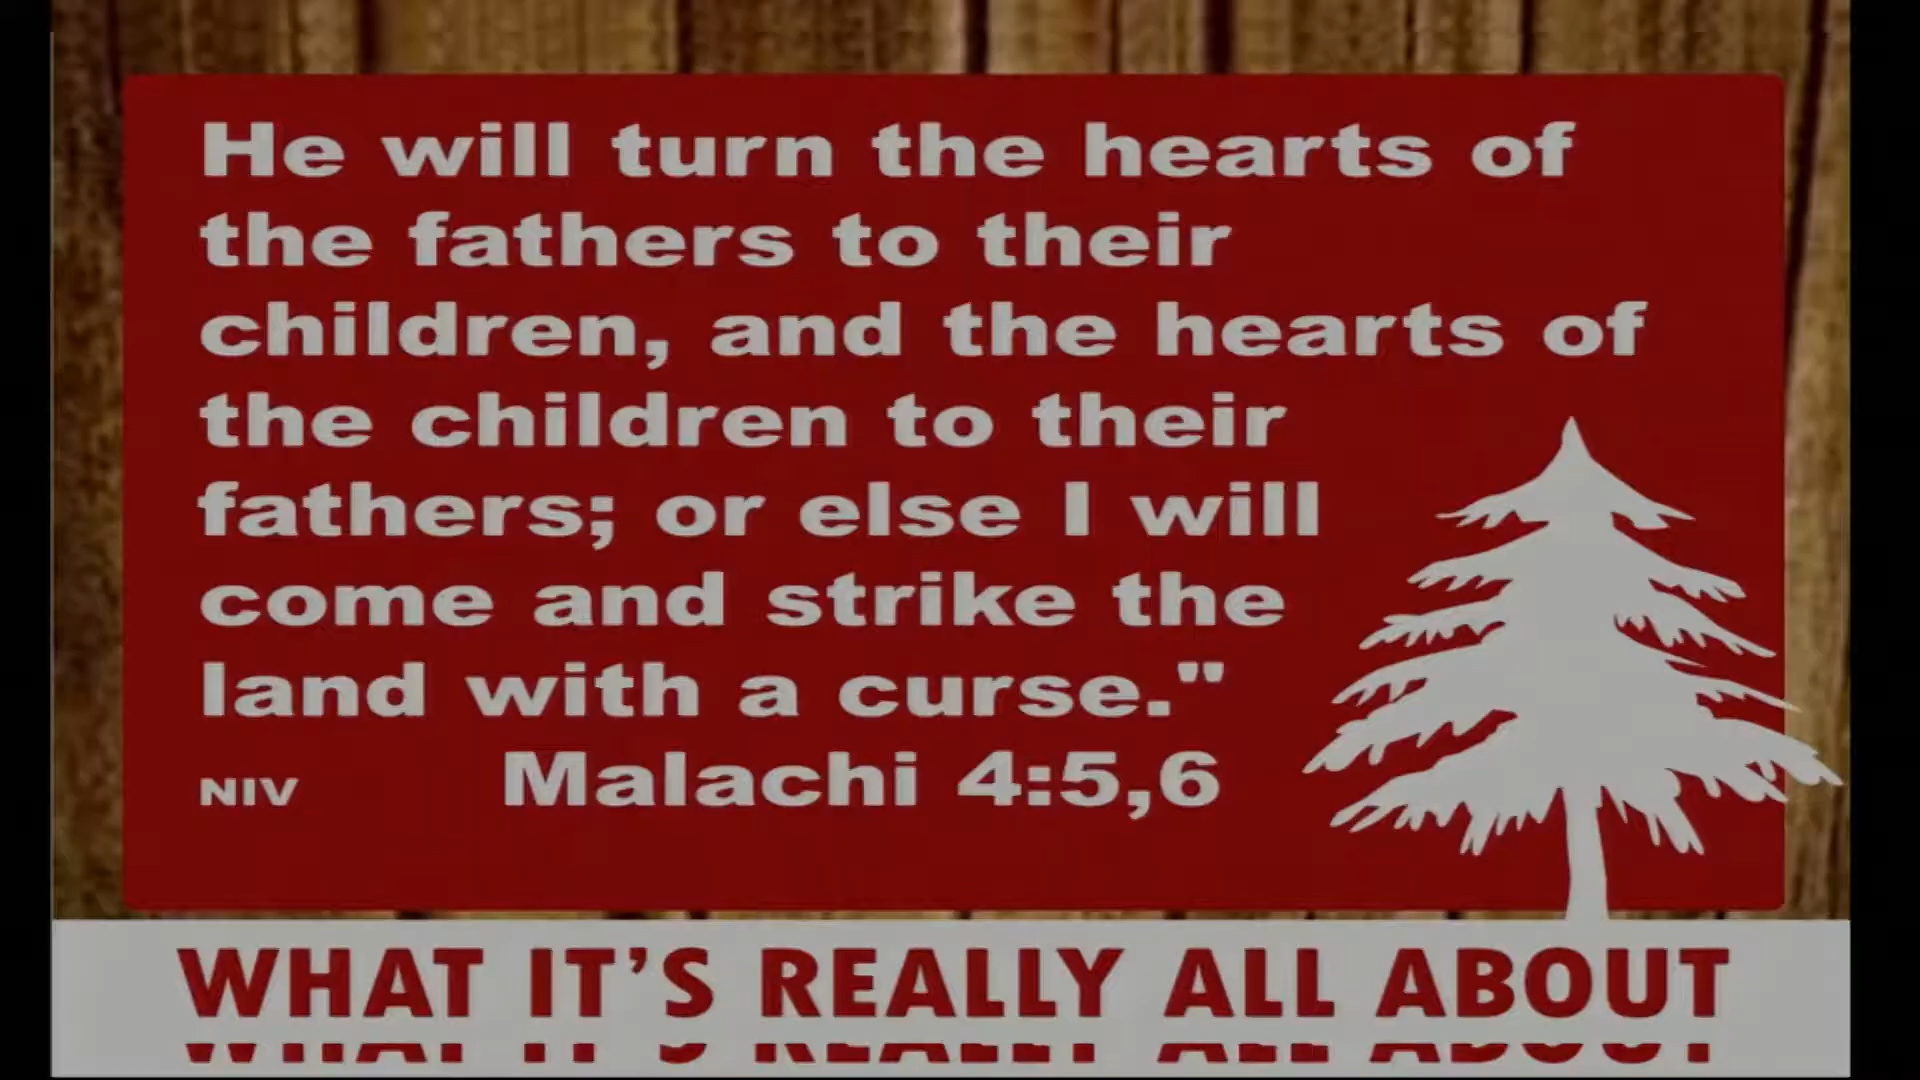 He will turn the hearts of
the fathers to their
children, and the hearts of
the children to their
fathers; or else I will
come and strike the
land with a curse."
NIV Malachi 4:5,6
WHAT IT'S REALLY ALL ABOUT